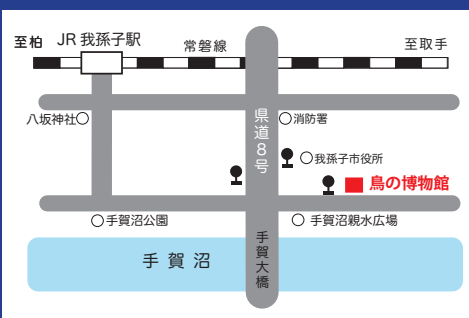 至柏
JR 我孫子駅
常磐線
至取手
八坂神社
県道8号
消防署
我孫子市役所
鳥の博物館
手賀沼公園
手賀沼親水広場
手賀沼
手賀大橋